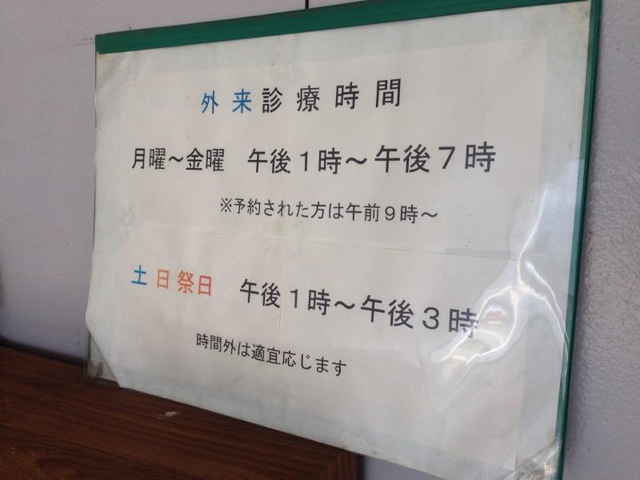 外来診療時間
月曜～金曜　午後１時～午後７時
※予約された方は午前９時～
土日祭日　午後１時～午後３時
時間外は適宜応じます